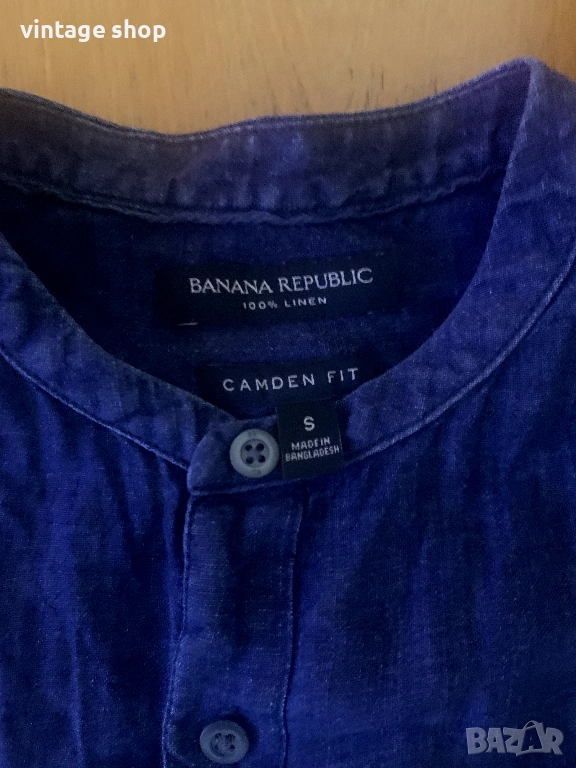 vintage shop
BANANA REPUBLIC
100% LINEN
CAMDEN FIT
S
MADE IN
BANGLADESH
BAZAR